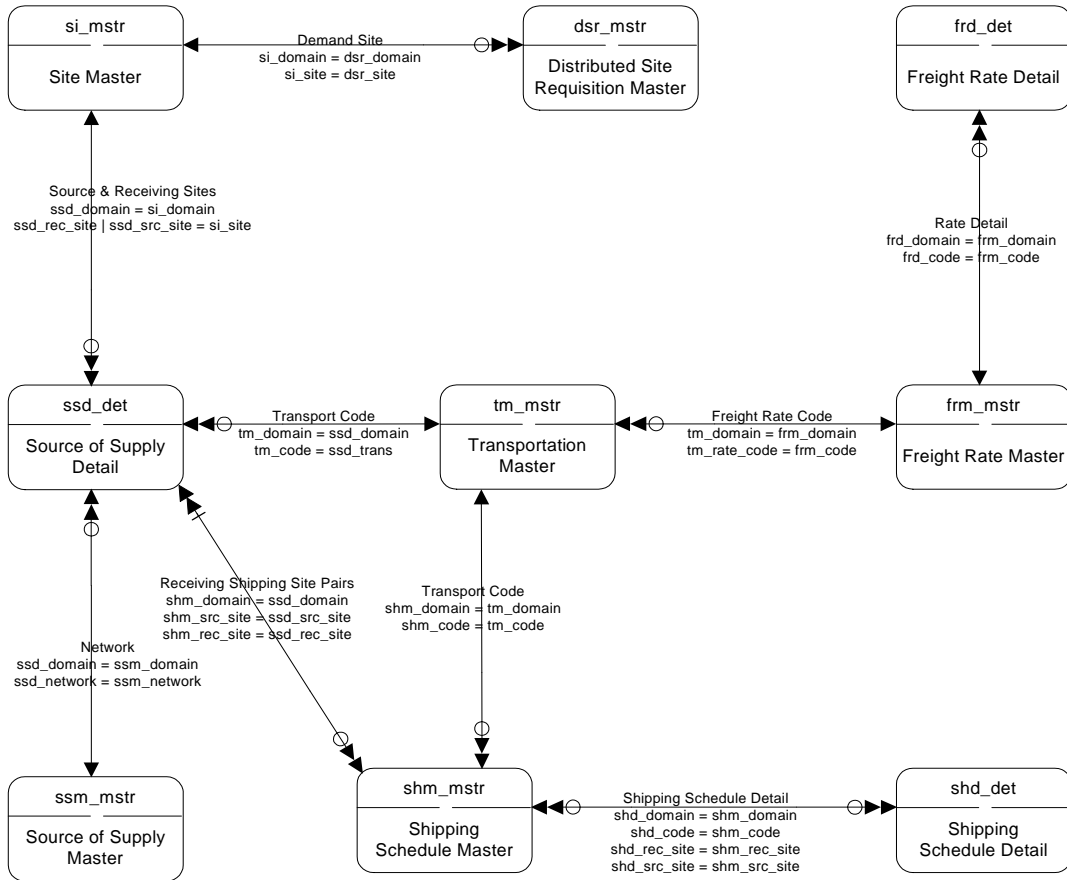 si_mstr
Site Master
Demand Site
si_domain = dsr_domain
si_site = dsr_site
dsr_mstr
Distributed Site
Requisition Master
frd_det
Freight Rate Detail
Source & Receiving Sites
ssd_domain = si_domain
ssd_rec_site | ssd_src_site = si_site
Rate Detail
frd_domain = frm_domain
frd_code = frm_code
ssd_det
Source of Supply
Detail
Transport Code
tm_domain = ssd_domain
tm_code = ssd_trans
tm_mstr
Transportation
Master
Freight Rate Code
tm_domain = frm_domain
tm_rate_code = frm_code
frm_mstr
Freight Rate Master
Receiving Shipping Site Pairs
shm_domain = ssd_domain
shm_src_site = ssd_src_site
shm_rec_site = ssd_rec_site
Transport Code
shm_domain = tm_domain
shm_code = tm_code
Network
ssd_domain = ssm_domain
ssd_network = ssm_network
ssm_mstr
Source of Supply
Master
shm_mstr
Shipping
Schedule Master
Shipping Schedule Detail
shd_domain = shm_domain
shd_code = shm_code
shd_rec_site = shm_rec_site
shd_src_site = shm_src_site
shd_det
Shipping
Schedule Detail